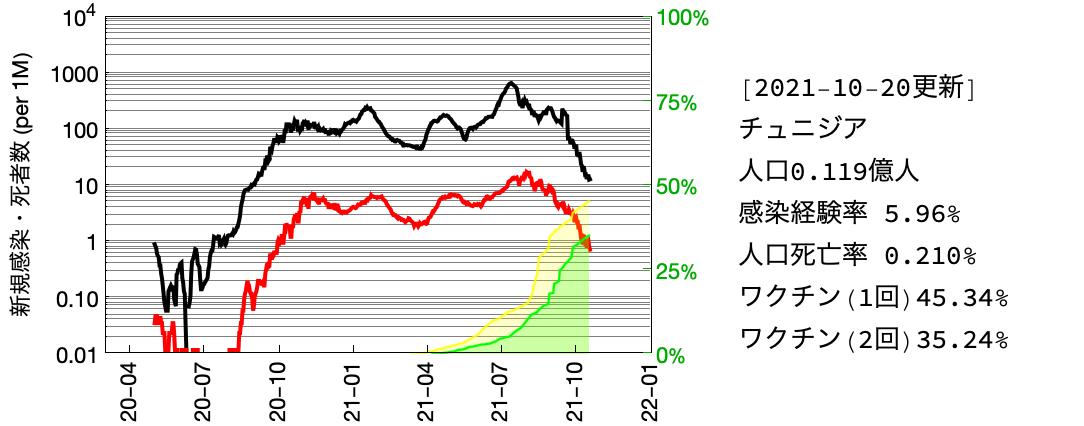 新規感染・死者数 (per 1M)
10^4
1000
100
10
1
0.10
0.01
100%
75%
50%
25%
0%
20-04
20-07
20-10
21-01
21-04
21-07
21-10
22-01
[2021-10-20更新]
チュニジア
人口0.119億人
感染経験率 5.96%
人口死亡率 0.210%
ワクチン(1回)45.34%
ワクチン(2回)35.24%